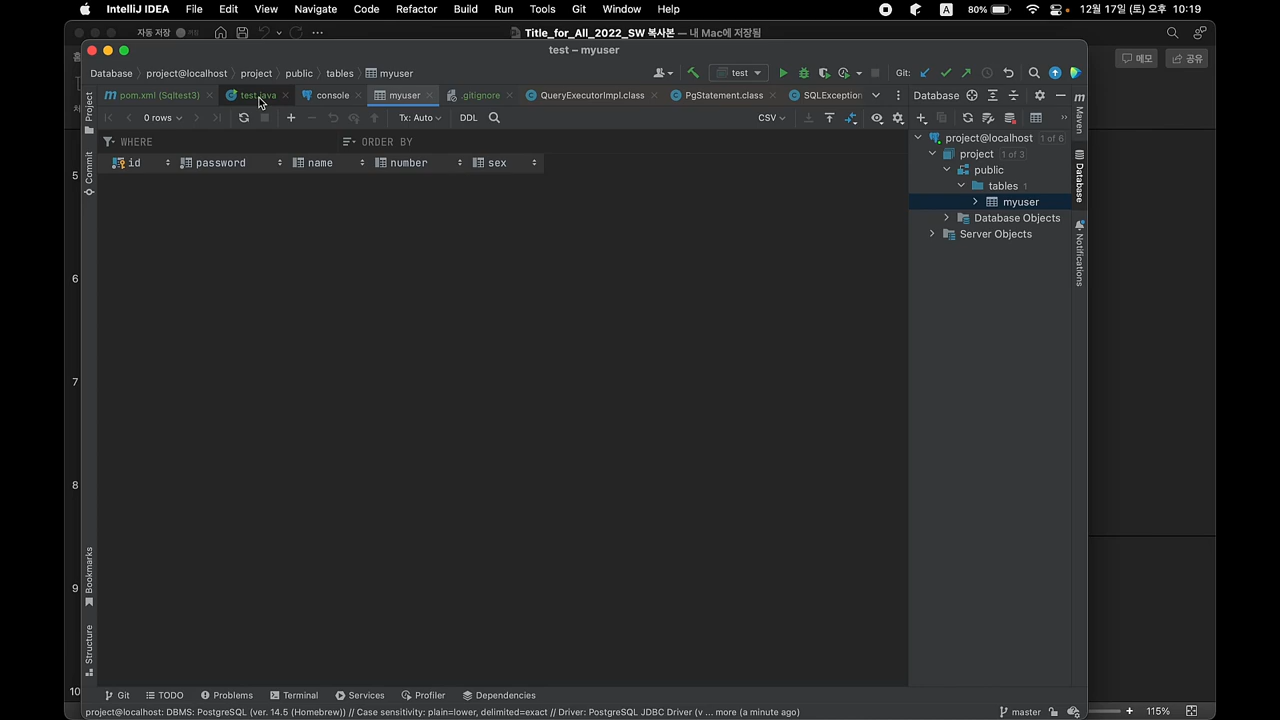 IntelliJ IDEA File Edit View Navigate Code Refactor Build Run Tools Git Window Help A 80% 12월 17일 (토) 오후 10:19
자동 저장 Title_for_All_2022_SW 복사본 — 내 Mac에 저장됨
test – myuser
메모 공유
Database project@localhost project public tables myuser test Git:
pom.xml (Sqltest3) test.java console myuser .gitignore QueryExecutorImpl.class PgStatement.class SQLException Database
0 rows Tx: Auto DDL CSV
WHERE ORDER BY
id password name number sex
project@localhost 1 of 6
project 1 of 3
public
tables 1
myuser
Database Objects
Server Objects
Project
Commit
Bookmarks
Structure
Maven
Database
Notifications
5
6
7
8
9
10
Git TODO Problems Terminal Services Profiler Dependencies
project@localhost: DBMS: PostgreSQL (ver. 14.5 (Homebrew)) // Case sensitivity: plain=lower, delimited=exact // Driver: PostgreSQL JDBC Driver (v ... more (a minute ago) master
115%